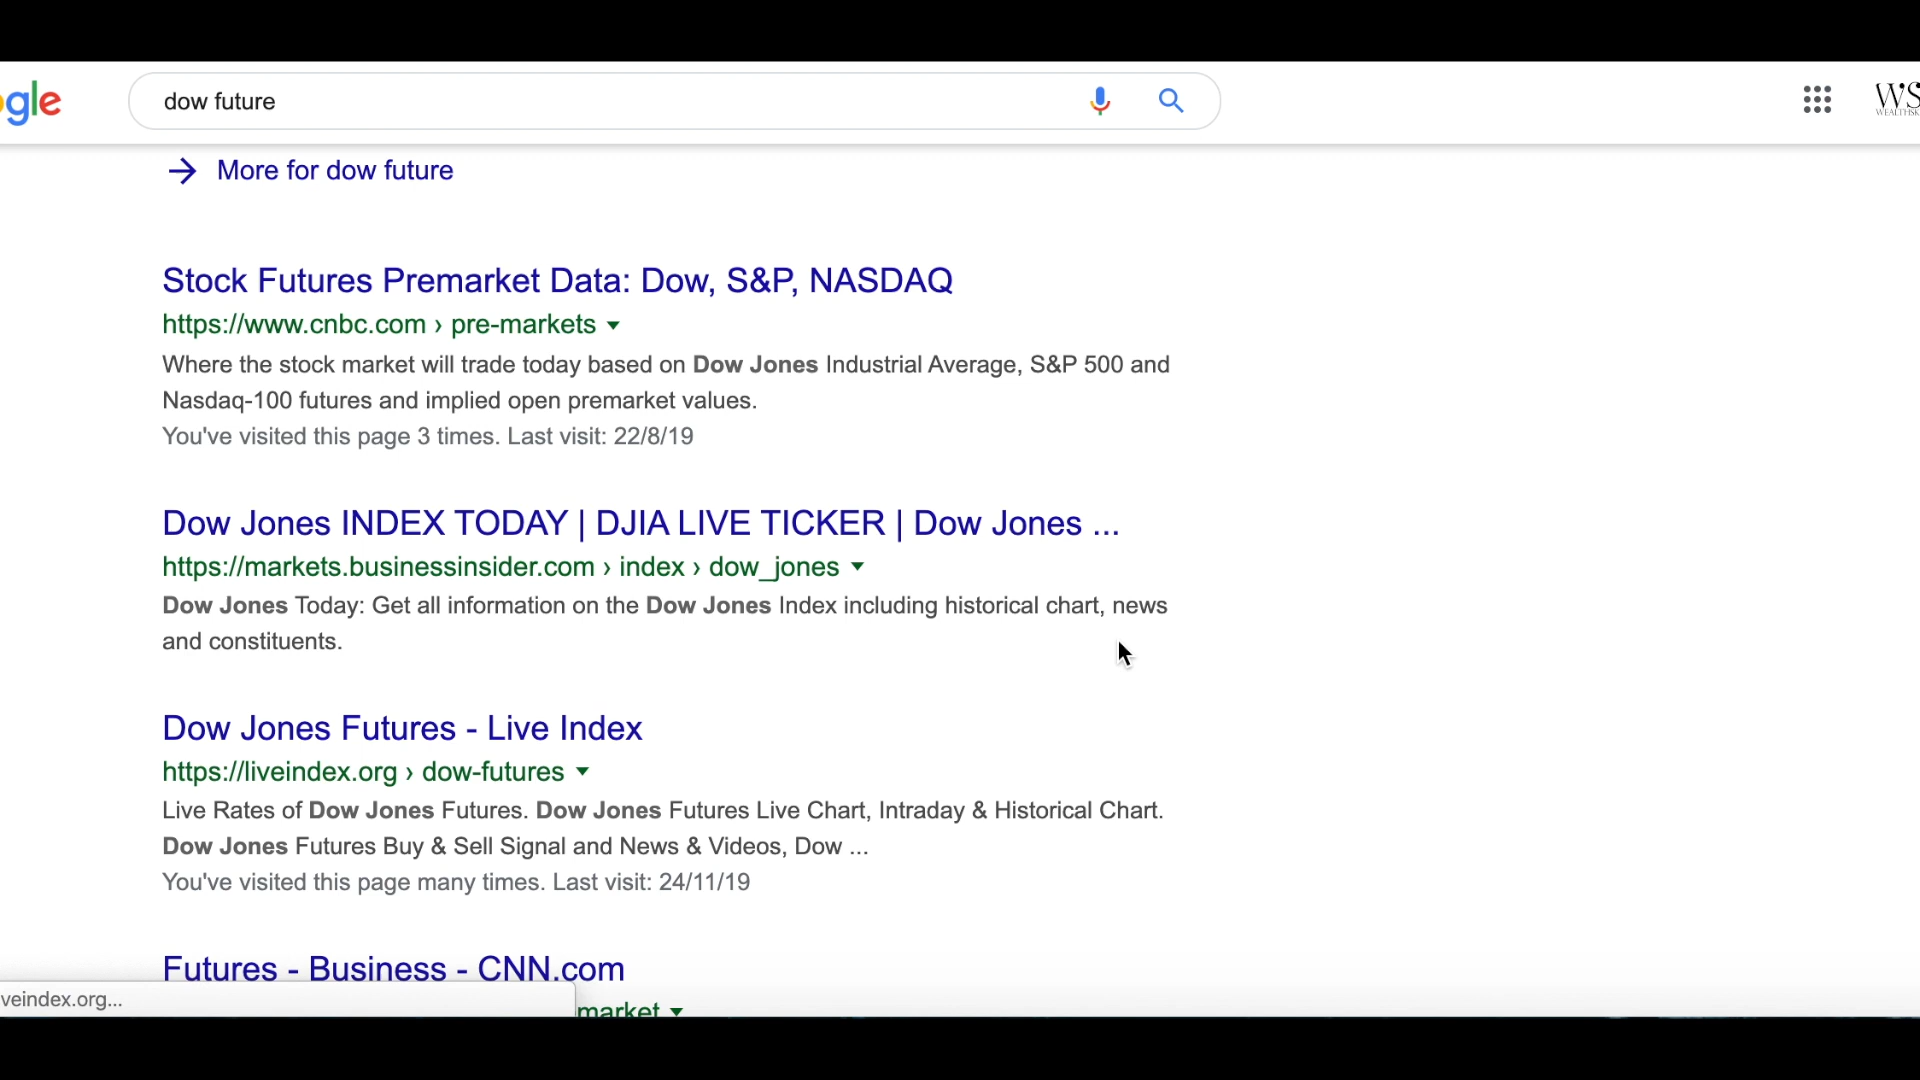 gle
dow future
WS
More for dow future
Stock Futures Premarket Data: Dow, S&P, NASDAQ
https://www.cnbc.com › pre-markets
Where the stock market will trade today based on Dow Jones Industrial Average, S&P 500 and
Nasdaq-100 futures and implied open premarket values.
You've visited this page 3 times. Last visit: 22/8/19
Dow Jones INDEX TODAY | DJIA LIVE TICKER | Dow Jones ...
https://markets.businessinsider.com › index › dow_jones
Dow Jones Today: Get all information on the Dow Jones Index including historical chart, news
and constituents.
Dow Jones Futures - Live Index
https://liveindex.org › dow-futures
Live Rates of Dow Jones Futures. Dow Jones Futures Live Chart, Intraday & Historical Chart.
Dow Jones Futures Buy & Sell Signal and News & Videos, Dow ...
You've visited this page many times. Last visit: 24/11/19
Futures - Business - CNN.com
market
veindex.org...